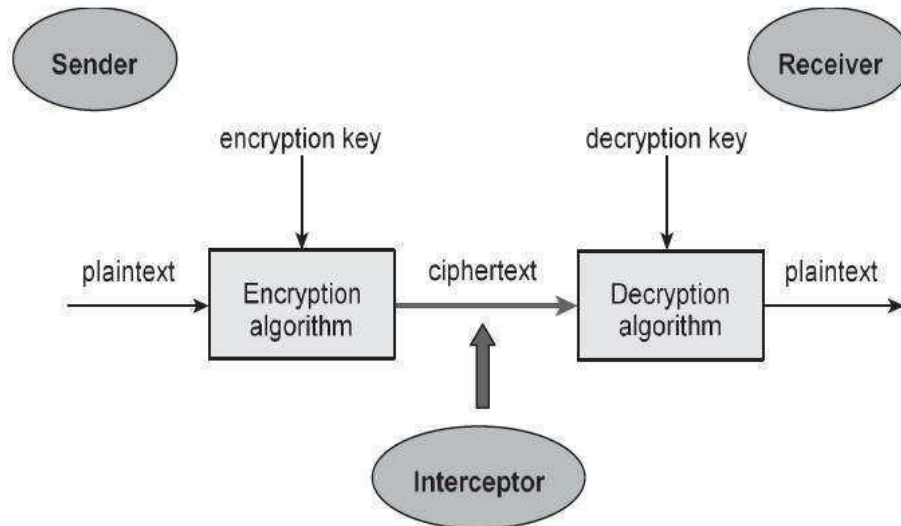 Sender
Receiver
encryption key
decryption key
plaintext
Encryption
algorithm
ciphertext
Decryption
algorithm
plaintext
Interceptor